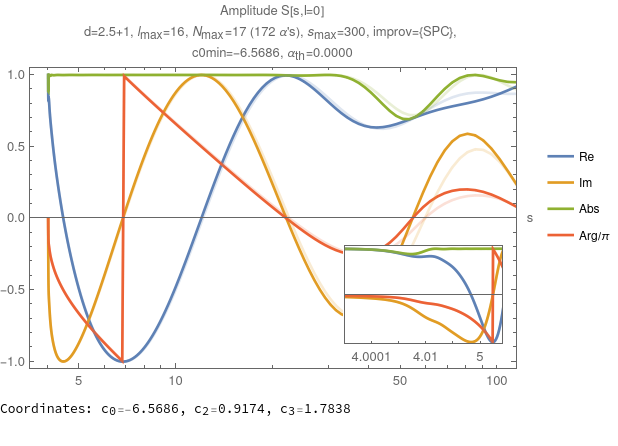 Amplitude S[s,l=0]
d=2.5+1, lmax=16, Nmax=17 (172 α's), smax=300, improv={SPC},
c0min=−6.5686, αth=0.0000
1.0
0.5
0.0
−0.5
−1.0
5
10
50
100
s
Re
Im
Abs
Arg/π
4.0001
4.01
5
Coordinates: c0=−6.5686, c2=0.9174, c3=1.7838